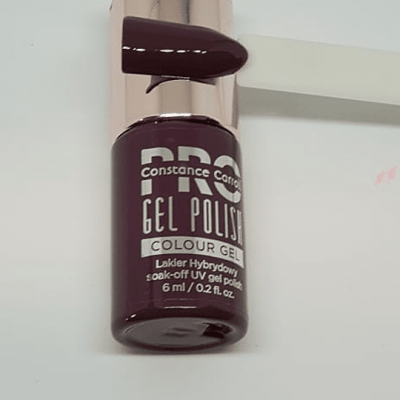 PRO
Constance Carroll
GEL POLISH
COLOUR GEL
Lakier Hybrydowy
soak-off UV gel polish
6 ml / 0.2 fl. oz.